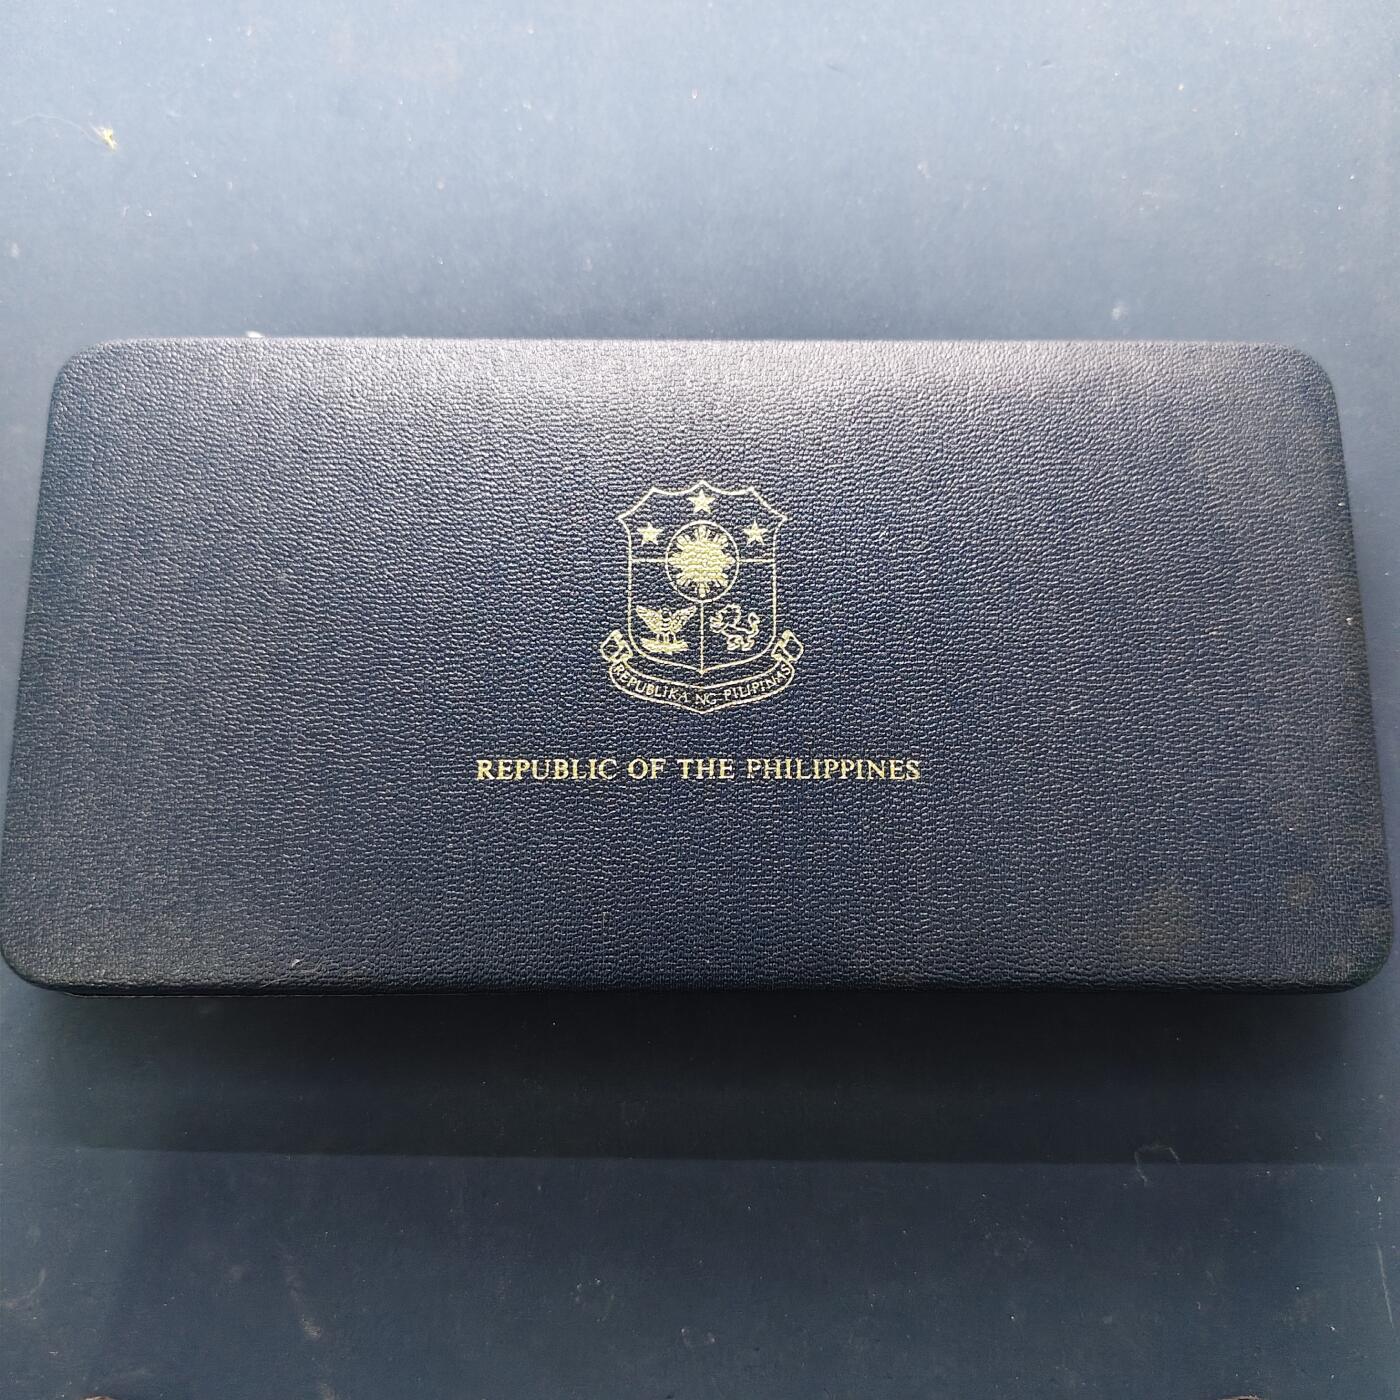 REPUBLIKA NG PILIPINAS
REPUBLIC OF THE PHILIPPINES